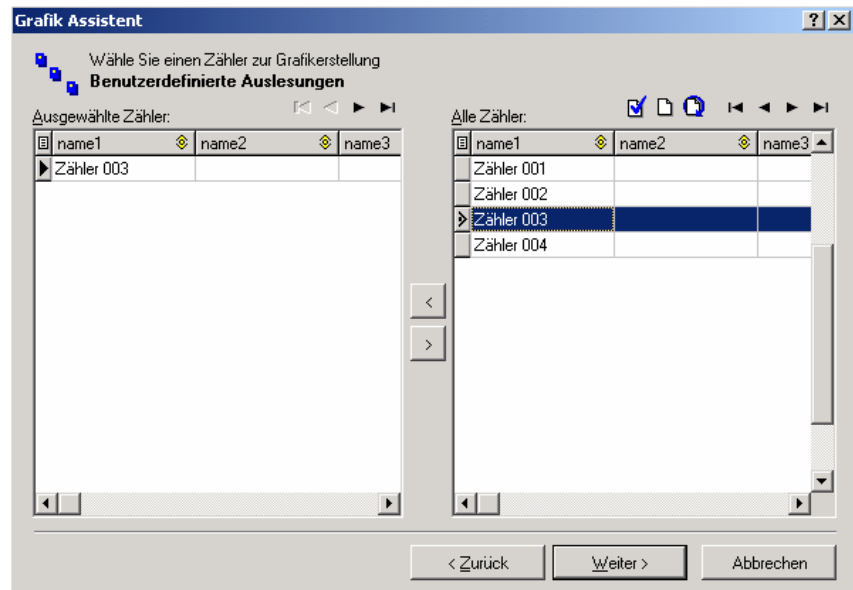 Grafik Assistent
Wähle Sie einen Zähler zur Grafikerstellung
Benutzerdefinierte Auslesungen
Ausgewählte Zähler:
name1 name2 name3
Zähler 003
Alle Zähler:
name1 name2 name3
Zähler 001
Zähler 002
Zähler 003
Zähler 004
<
>
< Zurück
Weiter >
Abbrechen